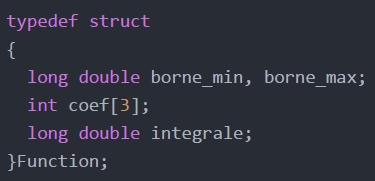 typedef struct
{
  long double borne_min, borne_max;
  int coef[3];
  long double integrale;
}Function;